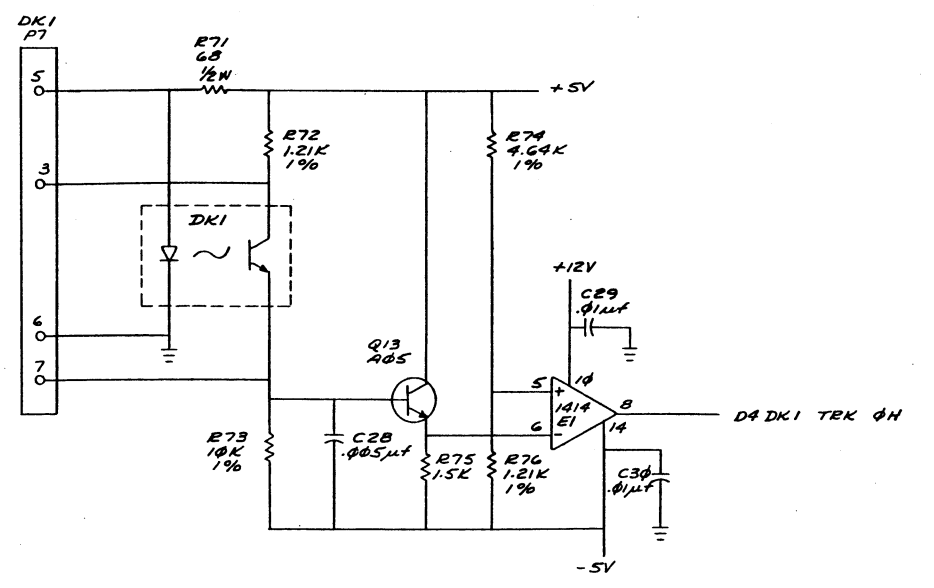 DK1
P7
5
3
6
7
R71
68
1/2W
+5V
R72
1.21K
1%
R74
4.64K
1%
DK1
+12V
C29
.01µf
Q13
A05
5
+
10
1414
E1
8
6
-
14
D4 DK1 TRK 0H
R73
10K
1%
C28
.005µf
R75
1.5K
R76
1.21K
1%
C30
.01µf
-5V